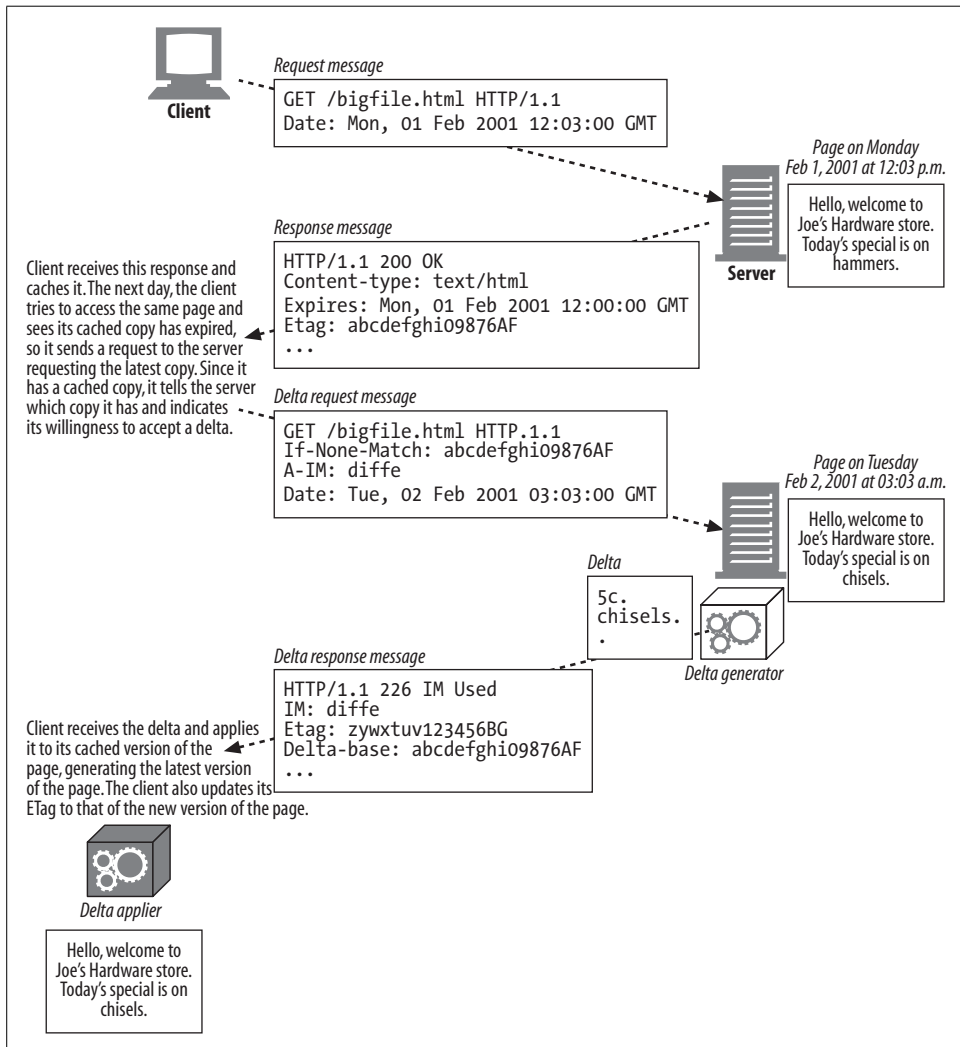 Client
Request message
GET /bigfile.html HTTP/1.1
Date: Mon, 01 Feb 2001 12:03:00 GMT
Page on Monday
Feb 1, 2001 at 12:03 p.m.
Hello, welcome to
Joe's Hardware store.
Today's special is on
hammers.
Server
Response message
HTTP/1.1 200 OK
Content-type: text/html
Expires: Mon, 01 Feb 2001 12:00:00 GMT
Etag: abcdefghi09876AF
...
Client receives this response and
caches it. The next day, the client
tries to access the same page and
sees its cached copy has expired,
so it sends a request to the server
requesting the latest copy. Since it
has a cached copy, it tells the server
which copy it has and indicates
its willingness to accept a delta.
Delta request message
GET /bigfile.html HTTP.1.1
If-None-Match: abcdefghi09876AF
A-IM: diffe
Date: Tue, 02 Feb 2001 03:03:00 GMT
Page on Tuesday
Feb 2, 2001 at 03:03 a.m.
Hello, welcome to
Joe's Hardware store.
Today's special is on
chisels.
Delta
5c.
chisels.
.
Delta generator
Delta response message
HTTP/1.1 226 IM Used
IM: diffe
Etag: zywxtuv123456BG
Delta-base: abcdefghi09876AF
...
Client receives the delta and applies
it to its cached version of the
page, generating the latest version
of the page. The client also updates its
ETag to that of the new version of the page.
Delta applier
Hello, welcome to
Joe's Hardware store.
Today's special is on
chisels.